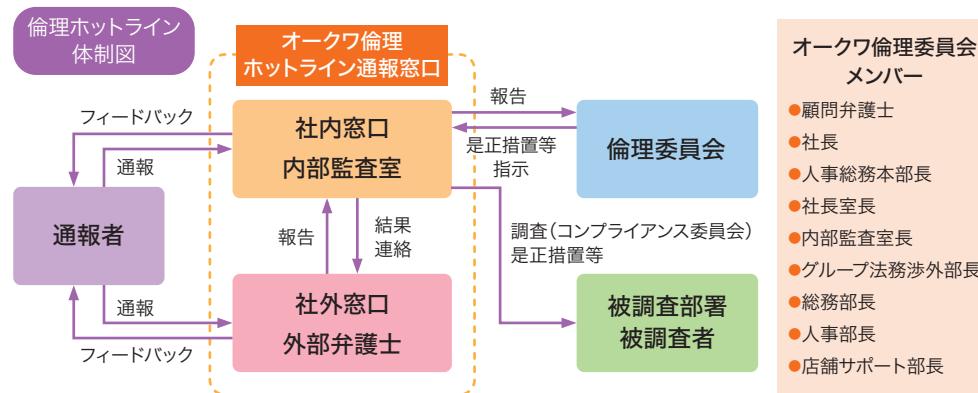 倫理ホットライン
体制図
オークワ倫理
ホットライン通報窓口
フィードバック
通報
通報者
通報
フィードバック
社内窓口
内部監査室
報告
結果
連絡
社外窓口
外部弁護士
報告
是正措置等
指示
倫理委員会
調査（コンプライアンス委員会）
是正措置等
被調査部署
被調査者
オークワ倫理委員会
メンバー
●顧問弁護士
●社長
●人事総務本部長
●社長室長
●内部監査室長
●グループ法務渉外部長
●総務部長
●人事部長
●店舗サポート部長